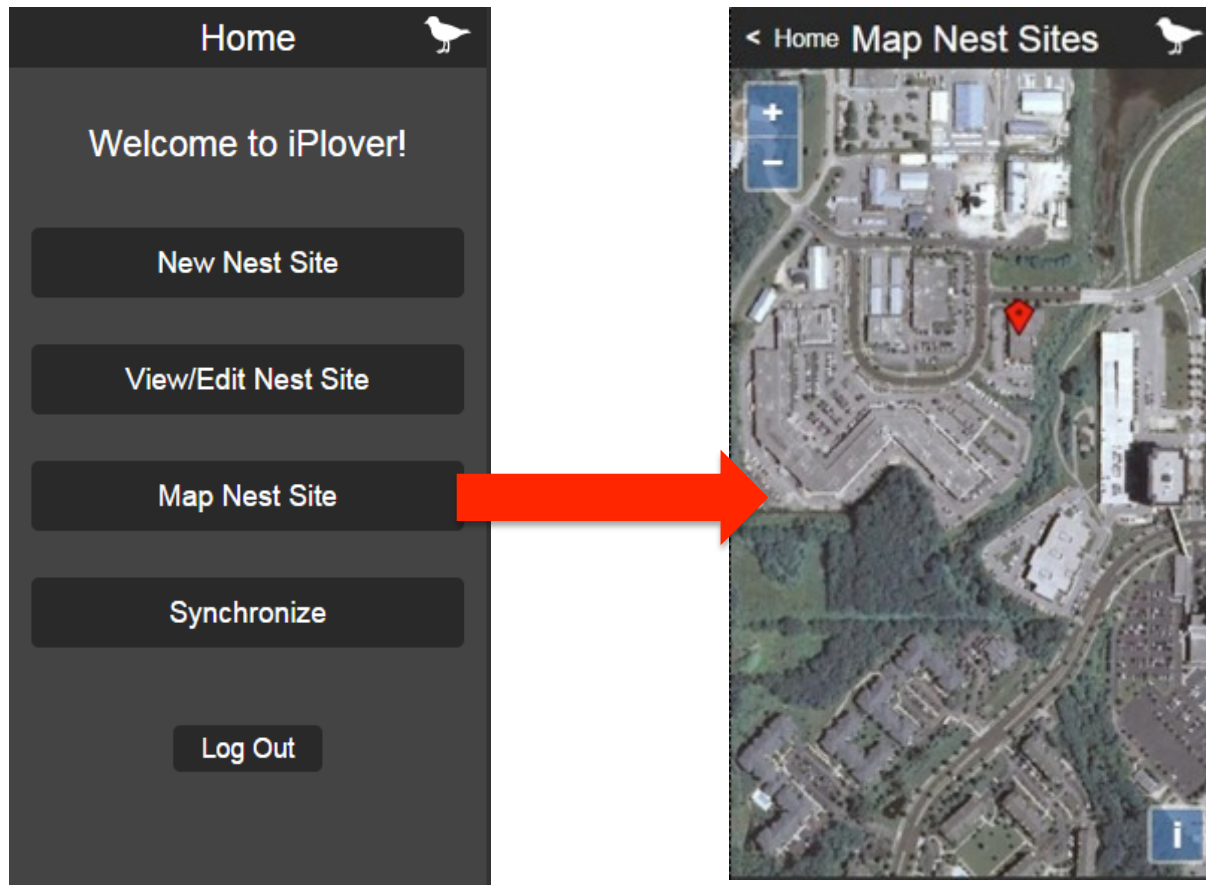 Home
Welcome to iPlover!
New Nest Site
View/Edit Nest Site
Map Nest Site
Synchronize
Log Out
< Home Map Nest Sites
+
−
i